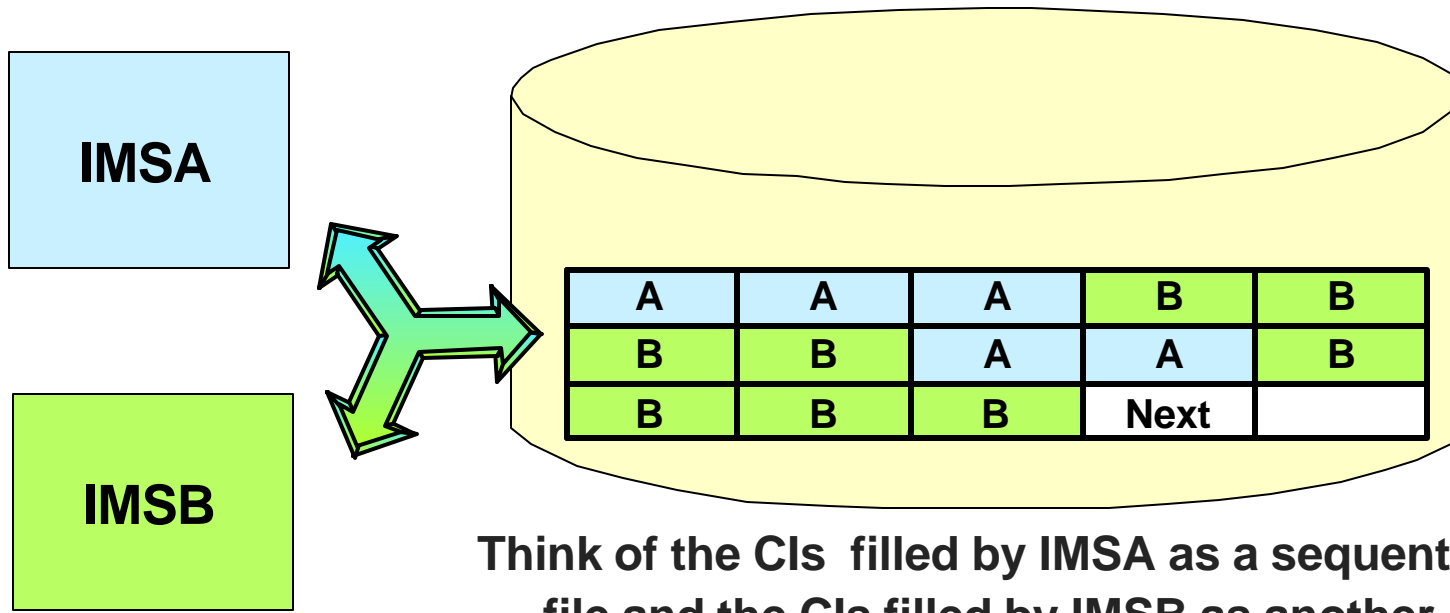 IMSA
A A A B B
B B A A B
B B B Next
IMSB
Think of the CIs filled by IMSA as a
file and the CIs filled by IMSB as another